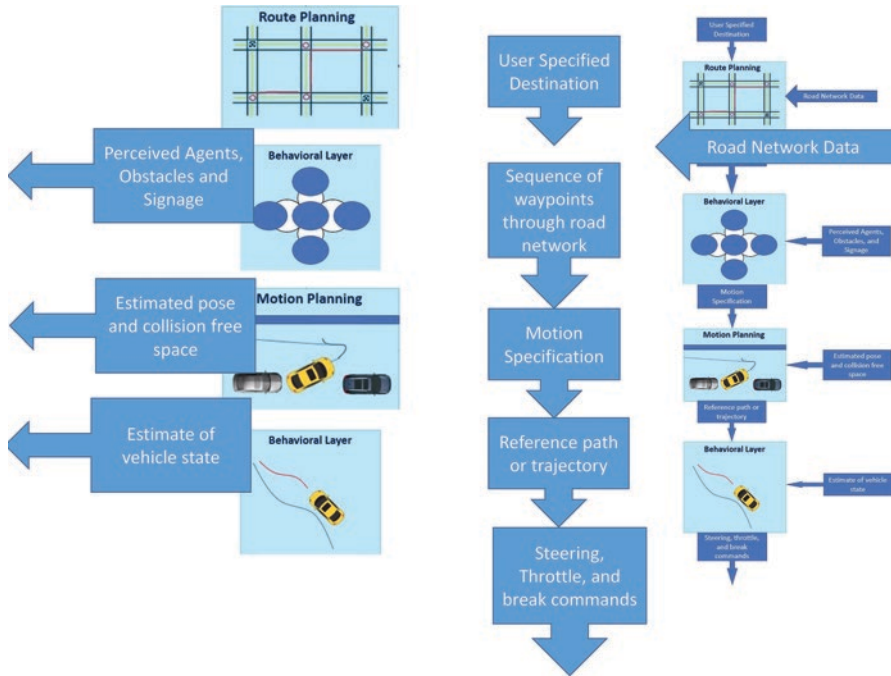 Route Planning
Perceived Agents,
Obstacles and
Signage
Behavioral Layer
Estimated pose
and collision free
space
Motion Planning
Estimate of
vehicle state
Behavioral Layer
User Specified
Destination
Sequence of
waypoints
through road
network
Motion
Specification
Reference path
or trajectory
Steering,
Throttle, and
break commands
User Specified
Destination
Route Planning
Road Network Data
Road Network Data
Behavioral Layer
Perceived Agents,
Obstacles, and
Signage
Motion
Specification
Motion Planning
Estimated pose
and collision free
space
Reference path or
trajectory
Behavioral Layer
Estimate of vehicle
state
Steering, throttle,
and break
commands